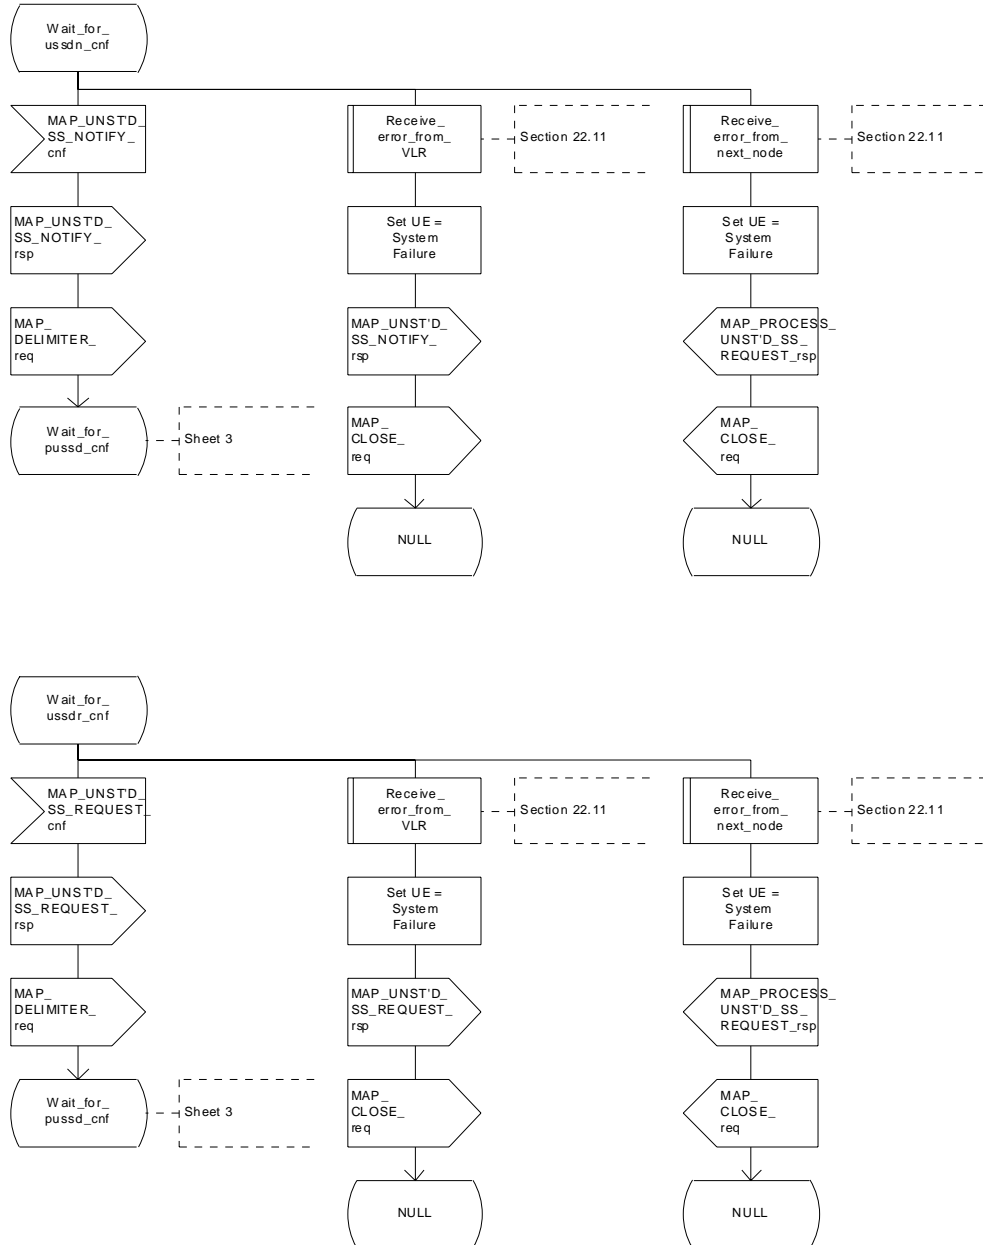 Wait_for_
ussdn_cnf
MAP_UNST'D_
SS_NOTIFY_
cnf
Receive_
error_from_
VLR
Section 22.11
Receive_
error_from_
next_node
Section 22.11
MAP_UNST'D_
SS_NOTIFY_
rsp
Set UE =
System
Failure
Set UE =
System
Failure
MAP_
DELIMITER_
req
MAP_UNST'D_
SS_NOTIFY_
rsp
MAP_PROCESS_
UNST'D_SS_
REQUEST_rsp
Wait_for_
pussd_cnf
Sheet 3
MAP_
CLOSE_
req
MAP_
CLOSE_
req
NULL
NULL
Wait_for_
ussdr_cnf
MAP_UNST'D_
SS_REQUEST_
cnf
Receive_
error_from_
VLR
Section 22.11
Receive_
error_from_
next_node
Section 22.11
MAP_UNST'D_
SS_REQUEST_
rsp
Set UE =
System
Failure
Set UE =
System
Failure
MAP_
DELIMITER_
req
MAP_UNST'D_
SS_REQUEST_
rsp
MAP_PROCESS_
UNST'D_SS_
REQUEST_rsp
Wait_for_
pussd_cnf
Sheet 3
MAP_
CLOSE_
req
MAP_
CLOSE_
req
NULL
NULL